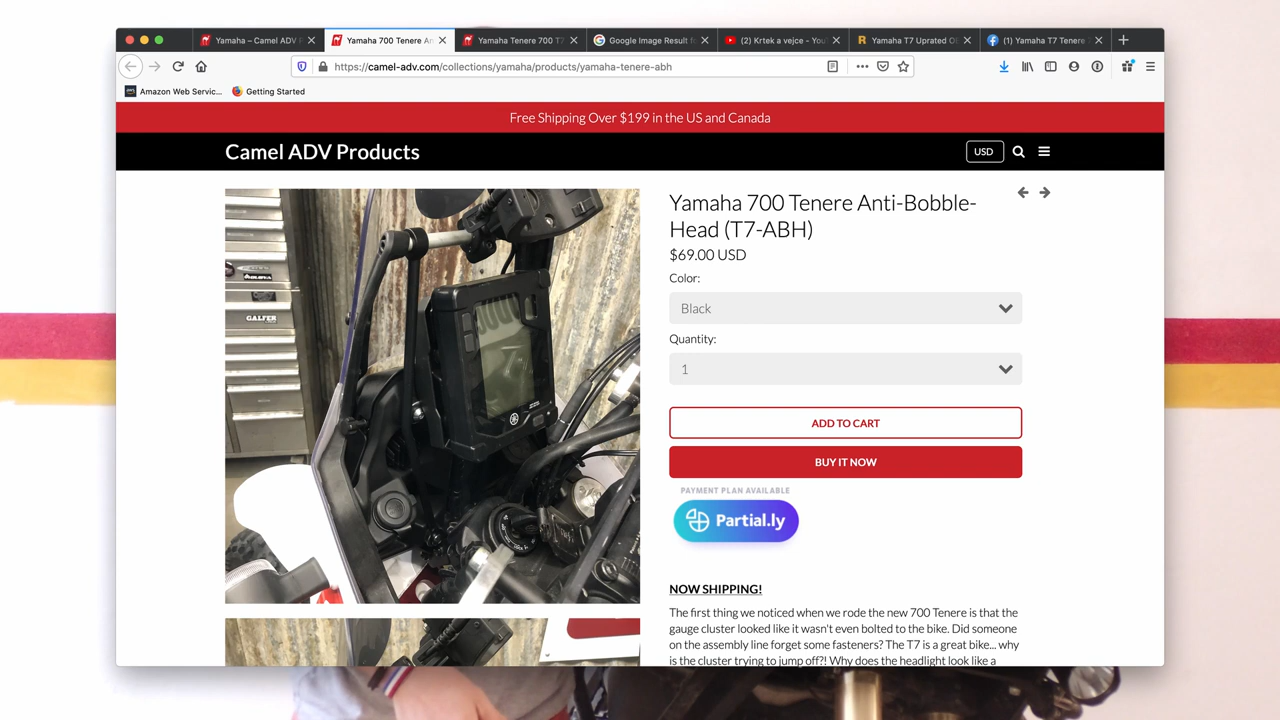 Yamaha – Camel ADV P
Yamaha 700 Tenere An
Yamaha Tenere 700 T7
Google Image Result fo
(2) Krtek a vejce - You
Yamaha T7 Uprated OE
(1) Yamaha T7 Tenere
https://camel-adv.com/collections/yamaha/products/yamaha-tenere-abh
Amazon Web Servic...
Getting Started
Free Shipping Over $199 in the US and Canada
Camel ADV Products
USD
GALFER
Yamaha 700 Tenere Anti-Bobble-
Head (T7-ABH)
$69.00 USD
Color:
Black
Quantity:
1
ADD TO CART
BUY IT NOW
PAYMENT PLAN AVAILABLE
Partial.ly
NOW SHIPPING!
The first thing we noticed when we rode the new 700 Tenere is that the
gauge cluster looked like it wasn't even bolted to the bike. Did someone
on the assembly line forget some fasteners? The T7 is a great bike... why
is the cluster trying to jump off?! Why does the headlight look like a